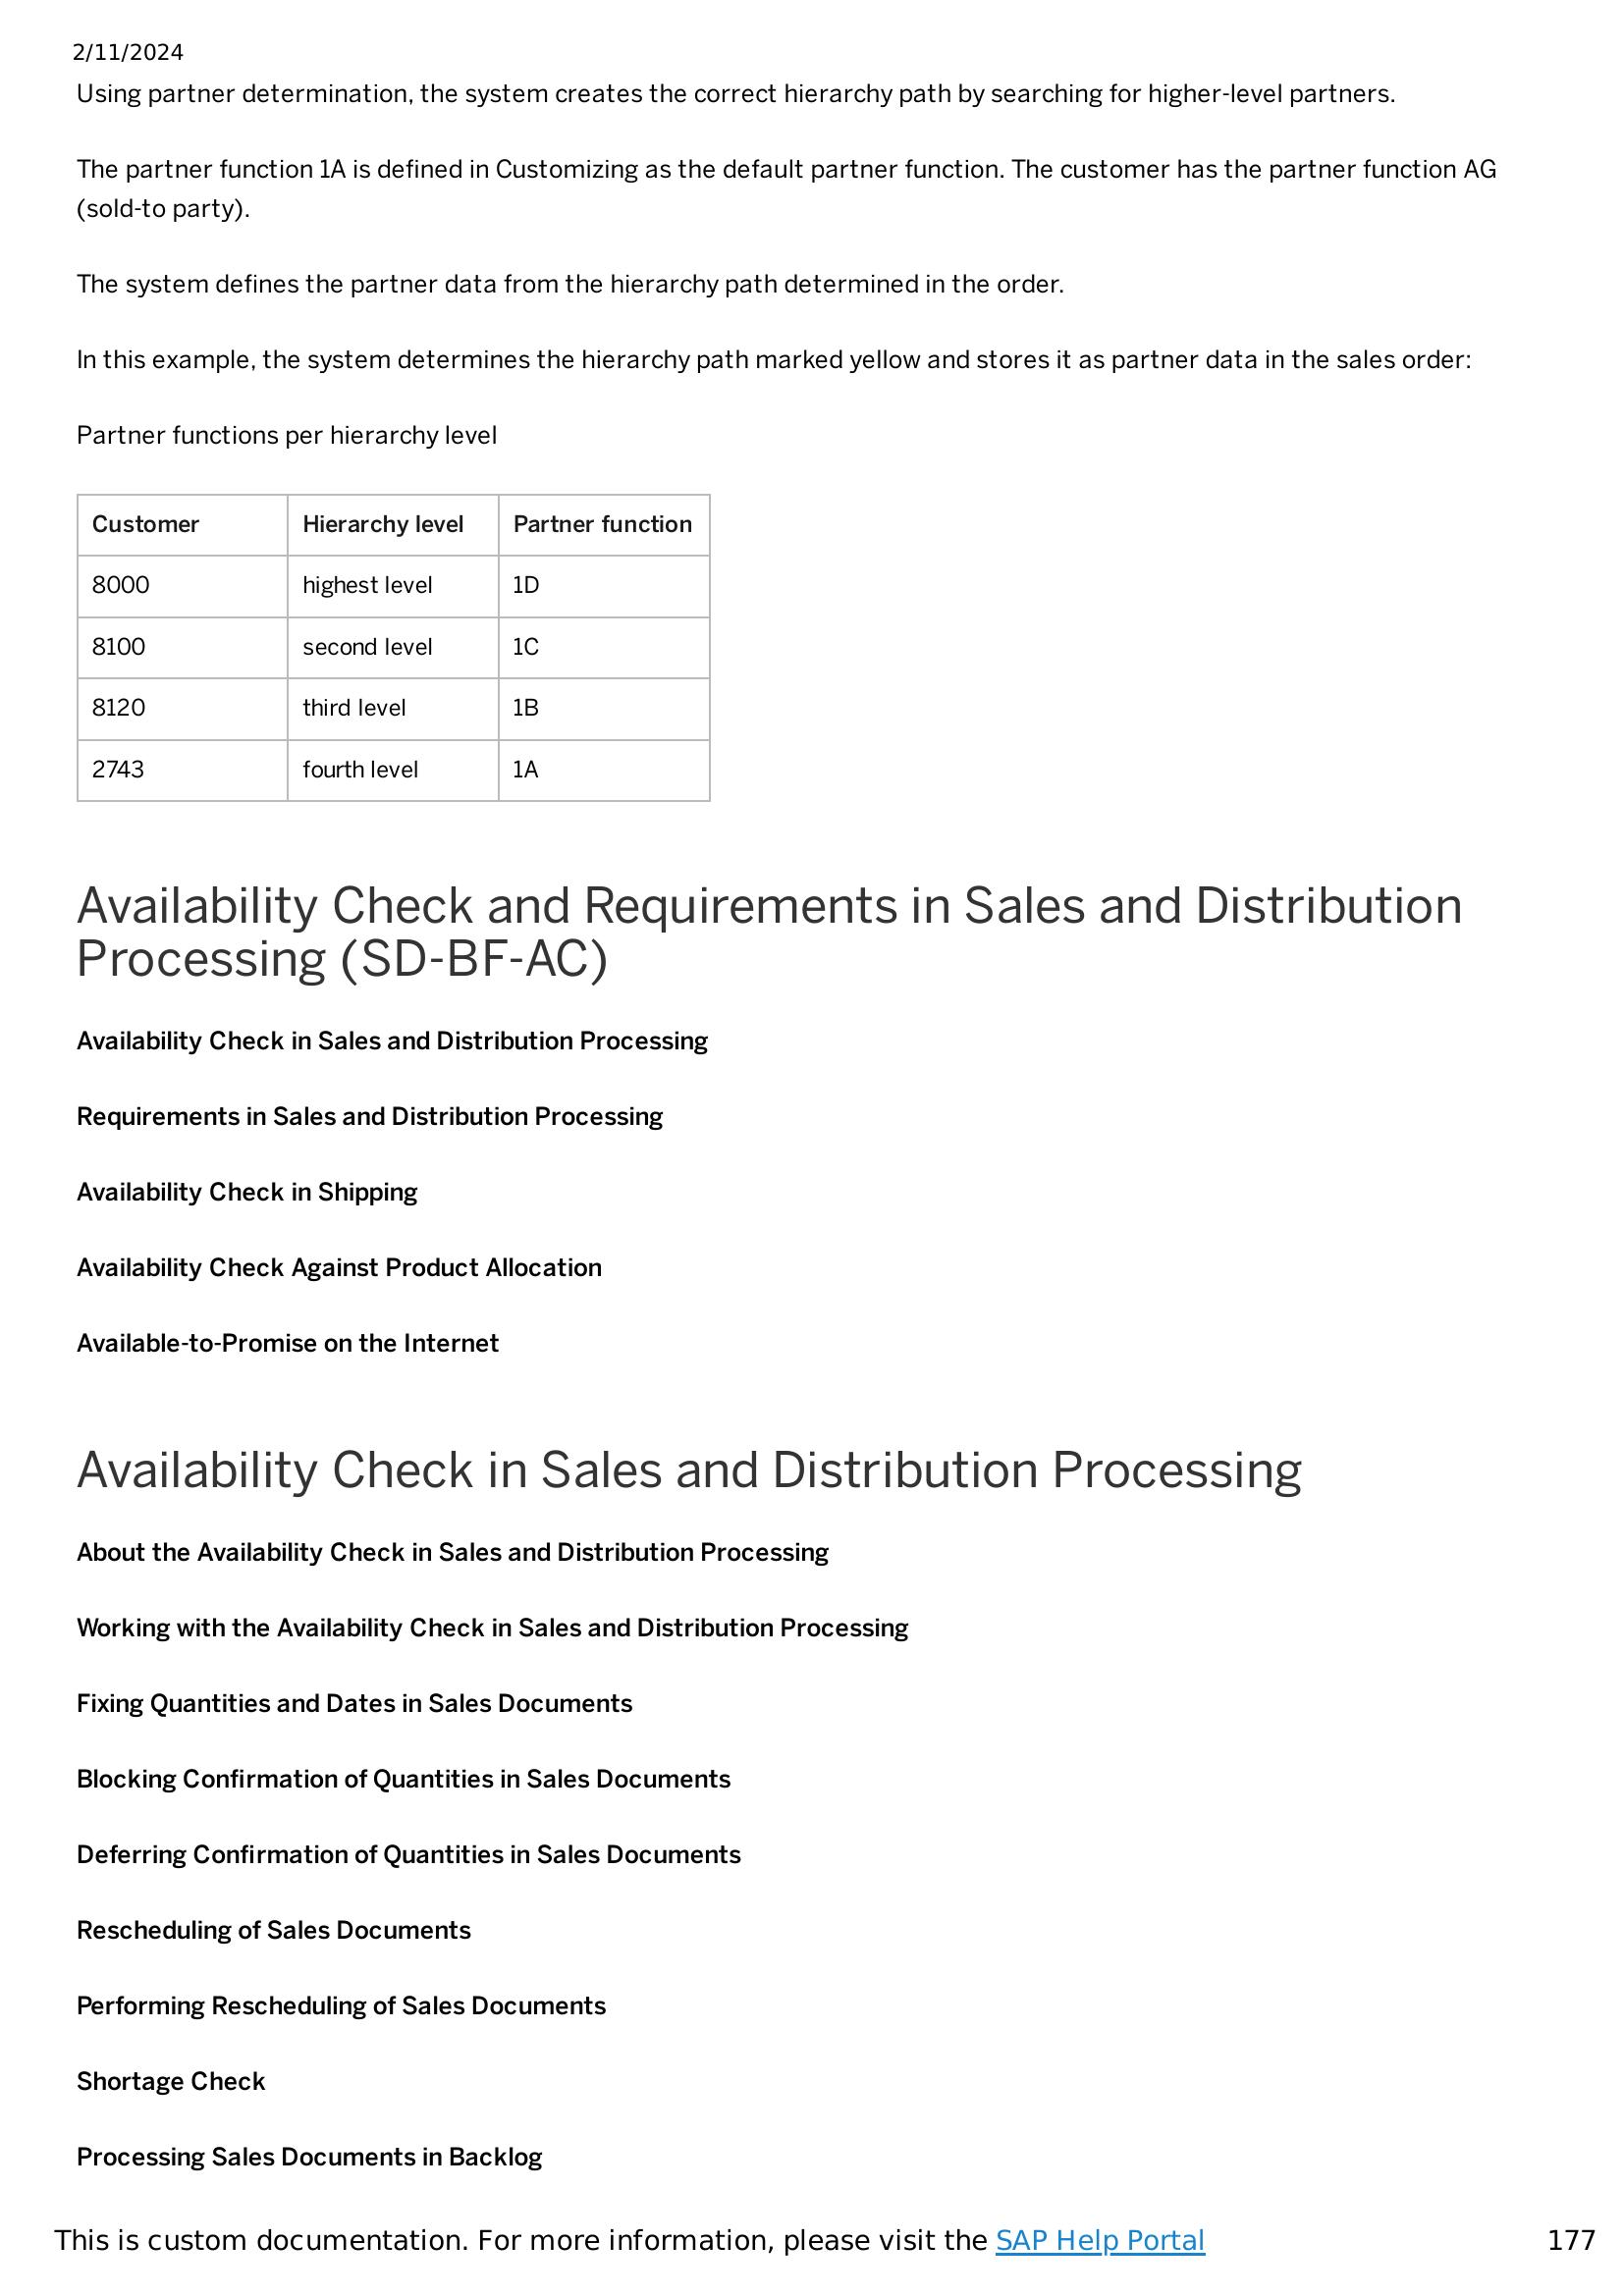 2/11/2024
Using partner determination, the system creates the correct hierarchy path by searching for higher-level partners.
The partner function 1A is defined in Customizing as the default partner function. The customer has the partner function AG
(sold-to party).
The system defines the partner data from the hierarchy path determined in the order.
In this example, the system determines the hierarchy path marked yellow and stores it as partner data in the sales order:
Partner functions per hierarchy level
Customer Hierarchy level Partner function
8000 highest level 1D
8100 second level 1C
8120 third level 1B
2743 fourth level 1A
Availability Check and Requirements in Sales and Distribution
Processing (SD-BF-AC)
Availability Check in Sales and Distribution Processing
Requirements in Sales and Distribution Processing
Availability Check in Shipping
Availability Check Against Product Allocation
Available-to-Promise on the Internet
Availability Check in Sales and Distribution Processing
About the Availability Check in Sales and Distribution Processing
Working with the Availability Check in Sales and Distribution Processing
Fixing Quantities and Dates in Sales Documents
Blocking Confirmation of Quantities in Sales Documents
Deferring Confirmation of Quantities in Sales Documents
Rescheduling of Sales Documents
Performing Rescheduling of Sales Documents
Shortage Check
Processing Sales Documents in Backlog
This is custom documentation. For more information, please visit the SAP Help Portal 177